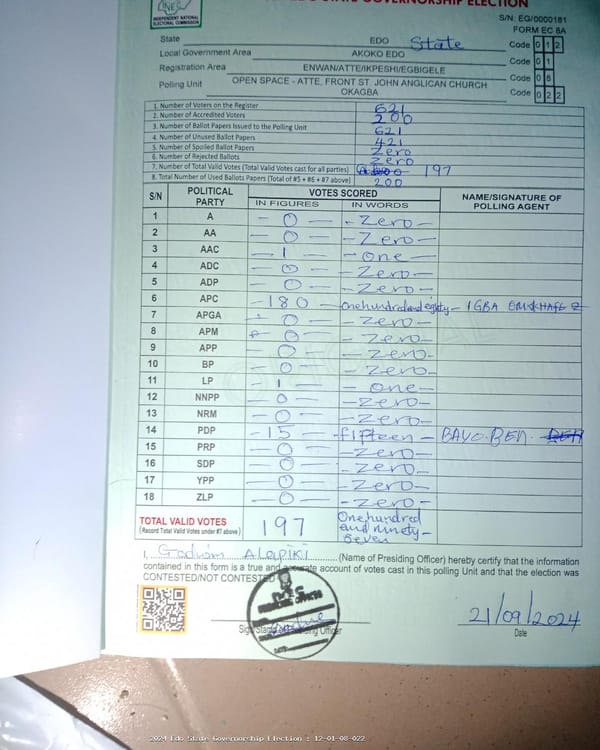 EDO STATE GOVERNORSHIP ELECTION
INEC
INDEPENDENT NATIONAL ELECTORAL COMMISSION
S/N: EG/0000181
FORM EC 8A
State EDO State Code 0 1 2
Local Government Area AKOKO EDO Code 0 1
Registration Area ENWAN/ATTE/IKPESHI/EGBIGELE Code 0 8
Polling Unit OPEN SPACE - ATTE, FRONT ST. JOHN ANGLICAN CHURCH OKAGBA Code 0 2 2
1. Number of Voters on the Register 621
2. Number of Accredited Voters 200
3. Number of Ballot Papers Issued to the Polling Unit 621
4. Number of Unused Ballot Papers 421
5. Number of Spoiled Ballot Papers Zero
6. Number of Rejected Ballots Zero
7. Number of Total Valid Votes (Total Valid Votes cast for all parties) 197
8. Total Number of Used Ballots Papers (Total of #5 + #6 + #7 above) 200
S/N POLITICAL PARTY VOTES SCORED NAME/SIGNATURE OF POLLING AGENT
IN FIGURES IN WORDS
1 A - 0 - - Zero -
2 AA - 0 - - Zero -
3 AAC - 1 - - one -
4 ADC - 0 - - Zero -
5 ADP - 0 - - Zero -
6 APC - 180 - one hundred and eighty - IGBA
7 APGA - 0 - - Zero -
8 APM - 0 - - Zero -
9 APP - 0 - - Zero -
10 BP - 0 - - Zero -
11 LP - 1 - - one -
12 NNPP - 0 - - Zero -
13 NRM - 0 - - Zero -
14 PDP - 15 - - fifteen - BAYO. BEN.
15 PRP - 0 - - Zero -
16 SDP - 0 - - Zero -
17 YPP - 0 - - Zero -
18 ZLP - 0 - - Zero -
TOTAL VALID VOTES 197 One hundred and ninety-Seven
(Record Total Valid Votes under #7 above)
I, Godwin Alapiki (Name of Presiding Officer) hereby certify that the information
contained in this form is a true and accurate account of votes cast in this polling Unit and that the election was
CONTESTED/NOT CONTESTED
21/09/2024
Date
2024 Edo State Governorship Election : 12-01-08-022